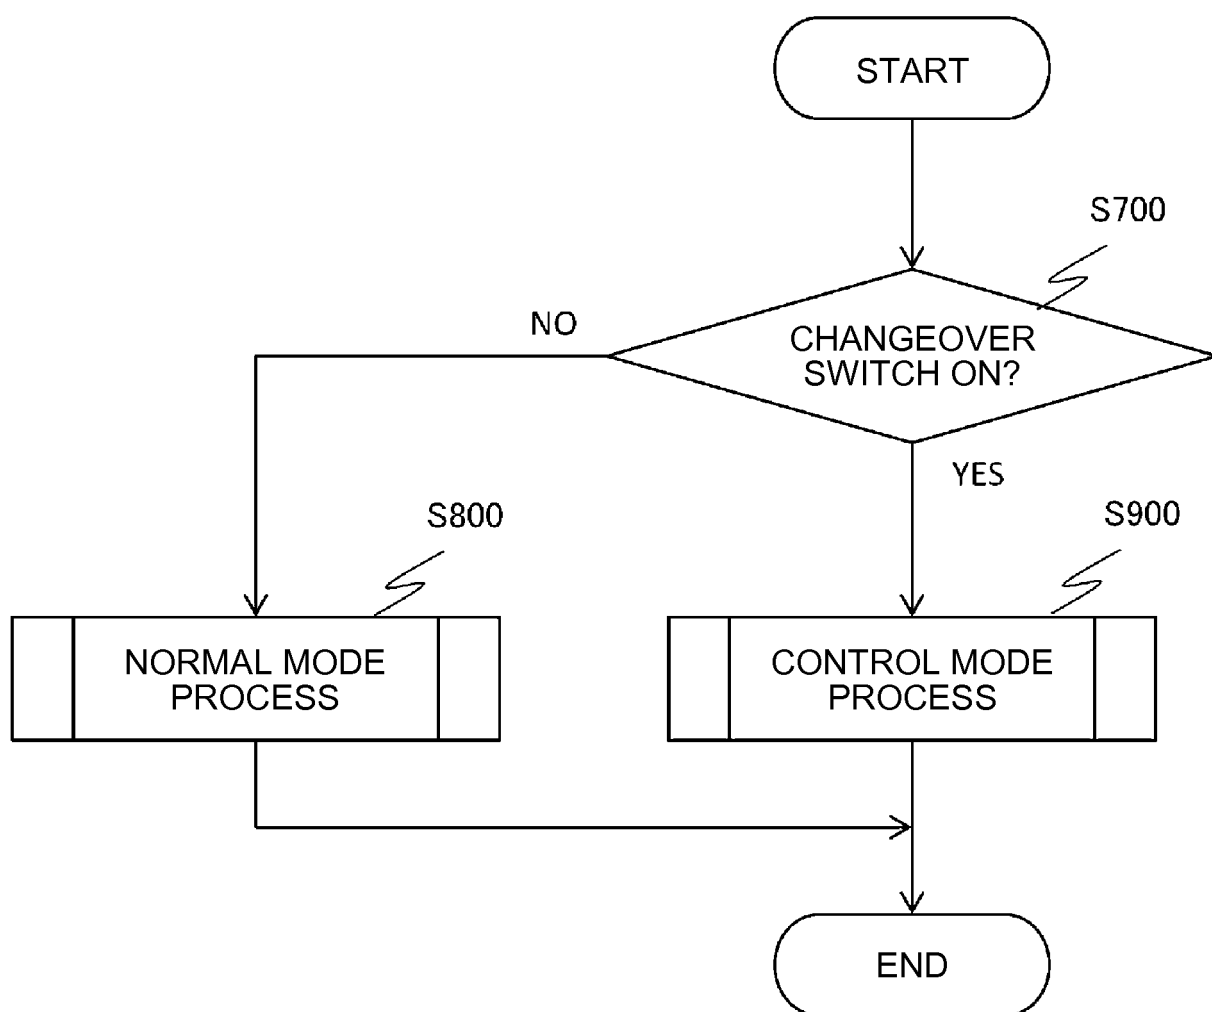 START
S700
NO
CHANGEOVER
SWITCH ON?
YES
S800
S900
NORMAL MODE
PROCESS
CONTROL MODE
PROCESS
END